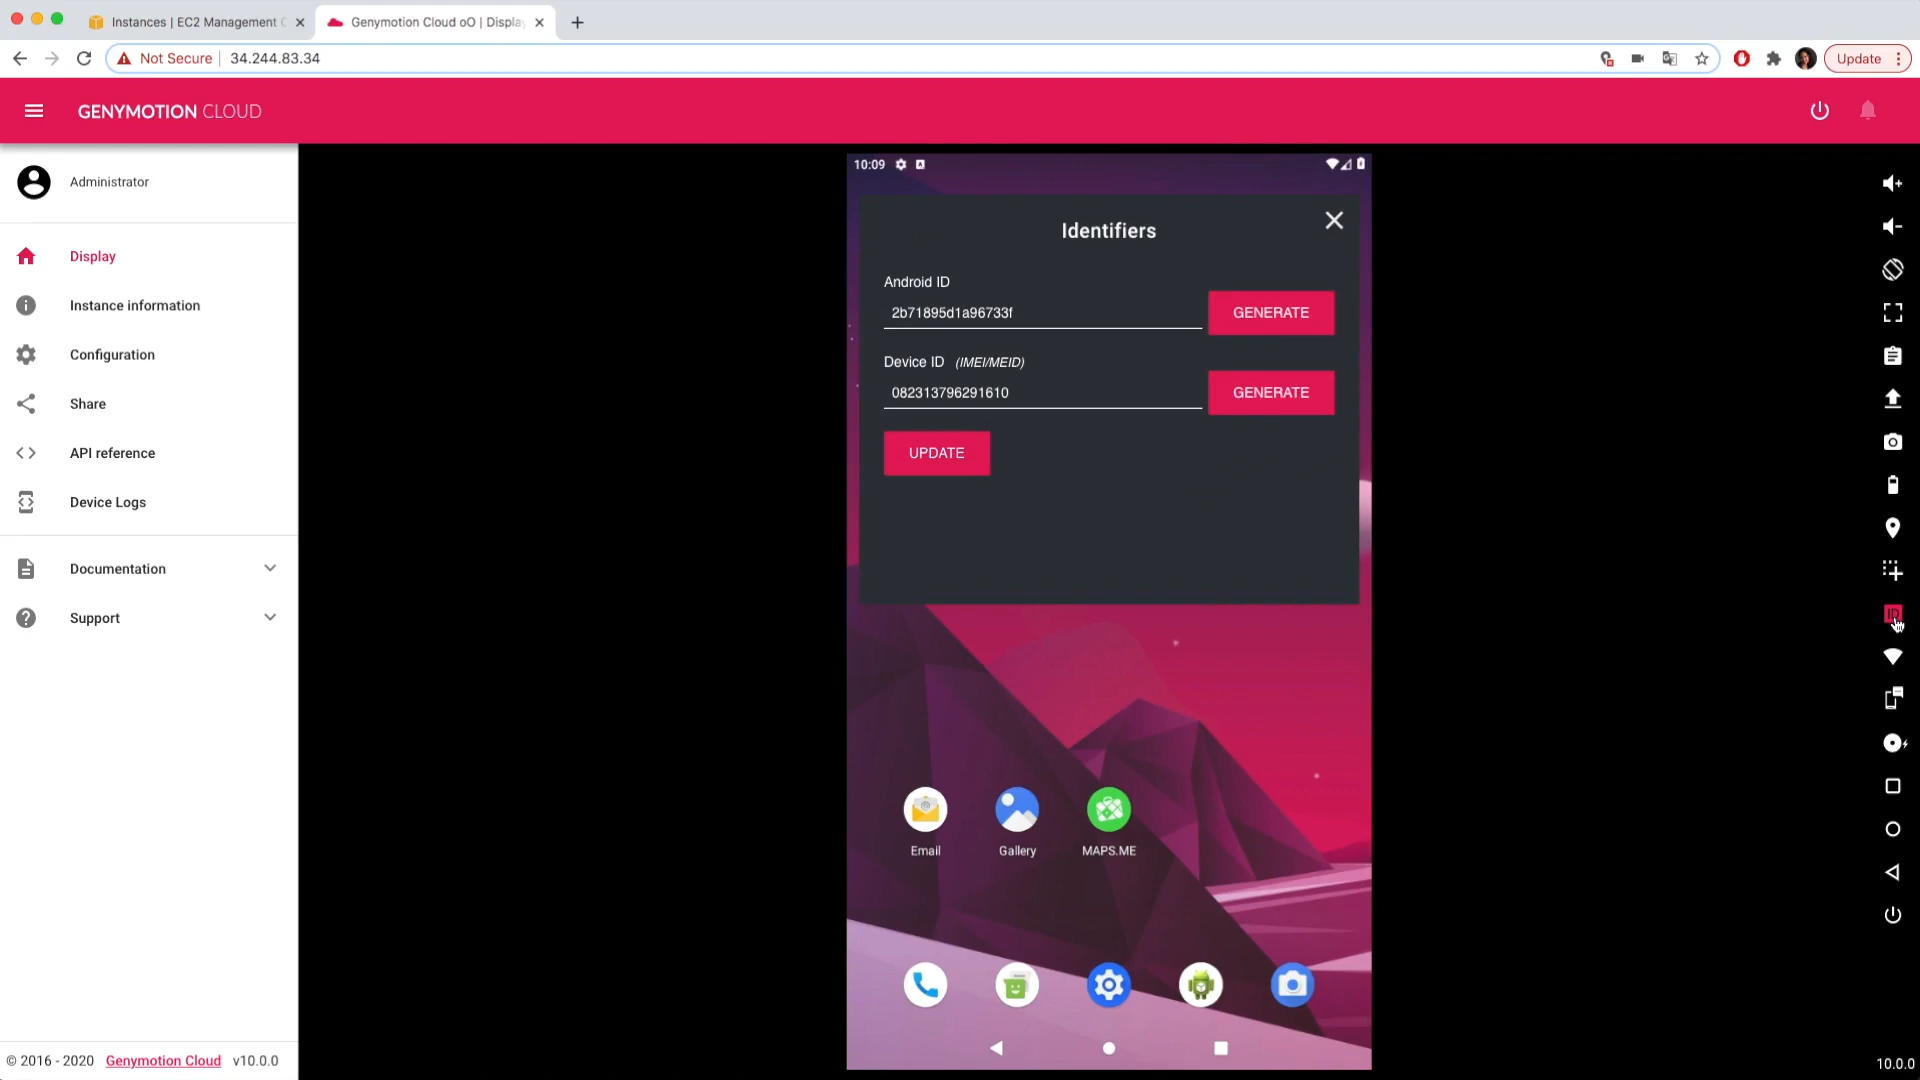 Instances | EC2 Management C
Genymotion Cloud oO | Display
Not Secure
34.244.83.34
Update
GENYMOTION CLOUD
Administrator
Display
Instance information
Configuration
Share
API reference
Device Logs
Documentation
Support
© 2016 - 2020 Genymotion Cloud v10.0.0
10:09
Identifiers
Android ID
2b71895d1a96733f
GENERATE
Device ID (IMEI/MEID)
082313796291610
GENERATE
UPDATE
Email
Gallery
MAPS.ME
ID
10.0.0